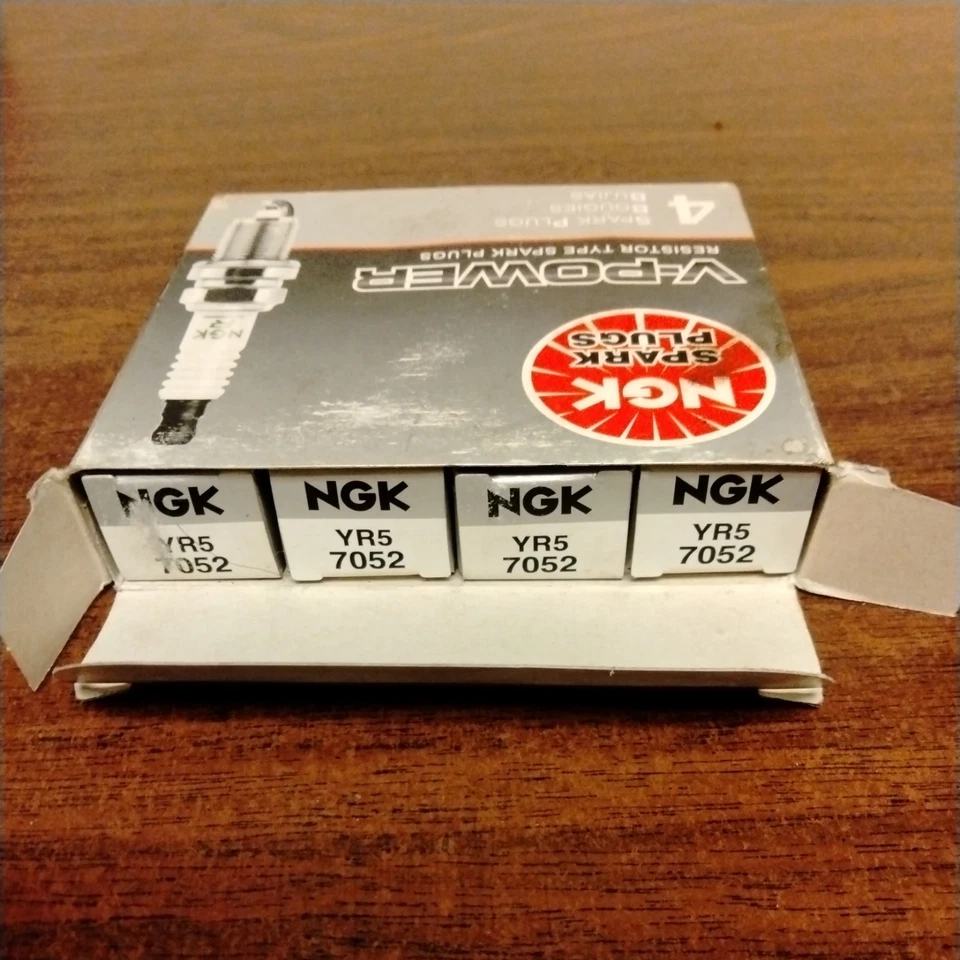 4
SPARK PLUGS
BOUGIES
BUJIAS
RESISTOR TYPE SPARK PLUGS
V-POWER
NGK
SPARK
PLUGS
NGK
NGK
YR5
7052
NGK
YR5
7052
NGK
YR5
7052
NGK
YR5
7052